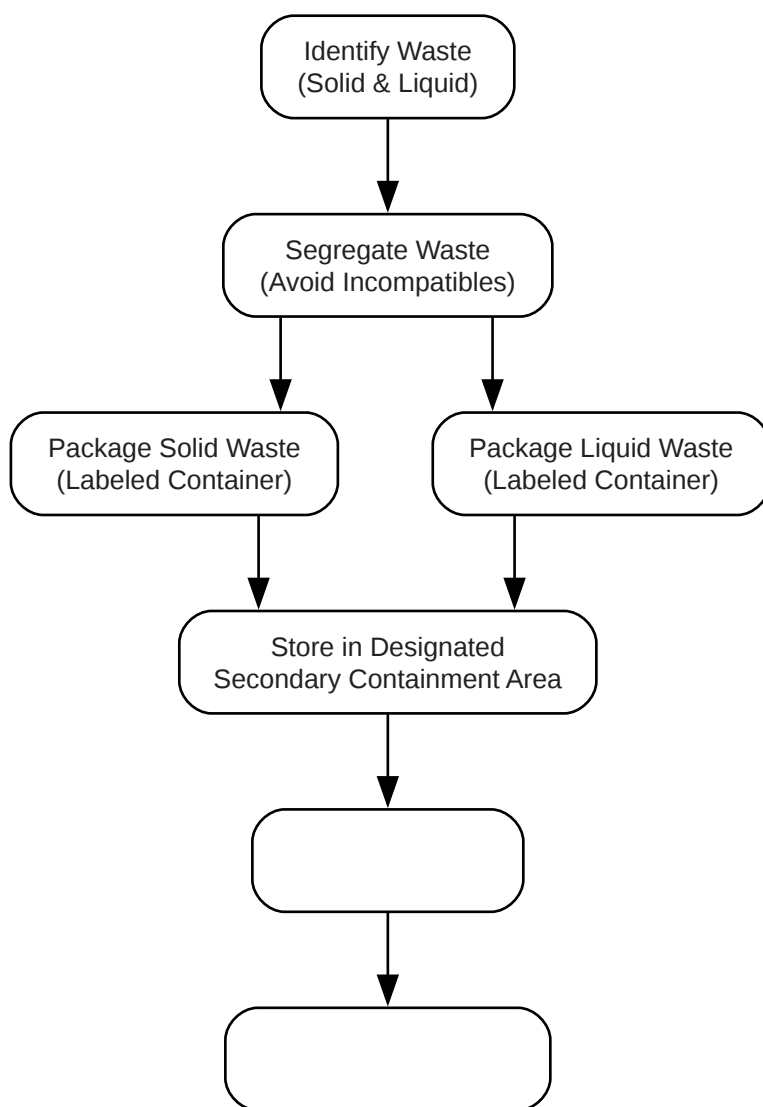 Identify Waste
(Solid & Liquid)
Segregate Waste
(Avoid Incompatibles)
Package Solid Waste
(Labeled Container)
Package Liquid Waste
(Labeled Container)
Store in Designated
Secondary Containment Area